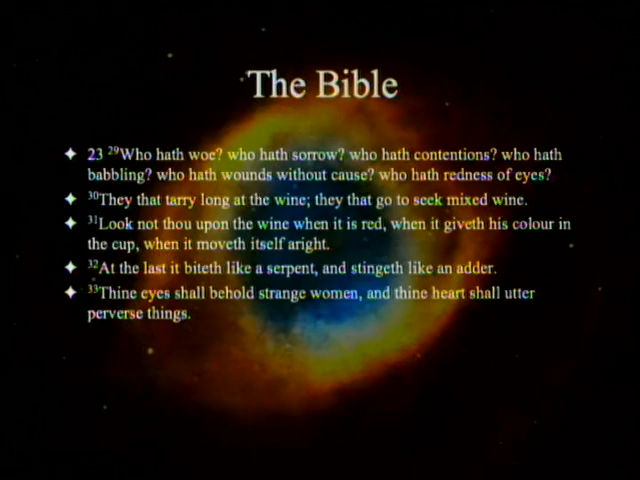 The Bible
✦ 23 ²⁹Who hath woe? who hath sorrow? who hath contentions? who hath
babbling? who hath wounds without cause? who hath redness of eyes?
✦ ³⁰They that tarry long at the wine; they that go to seek mixed wine.
✦ ³¹Look not thou upon the wine when it is red, when it giveth his colour in
the cup, when it moveth itself aright.
✦ ³²At the last it biteth like a serpent, and stingeth like an adder.
✦ ³³Thine eyes shall behold strange women, and thine heart shall utter
perverse things.